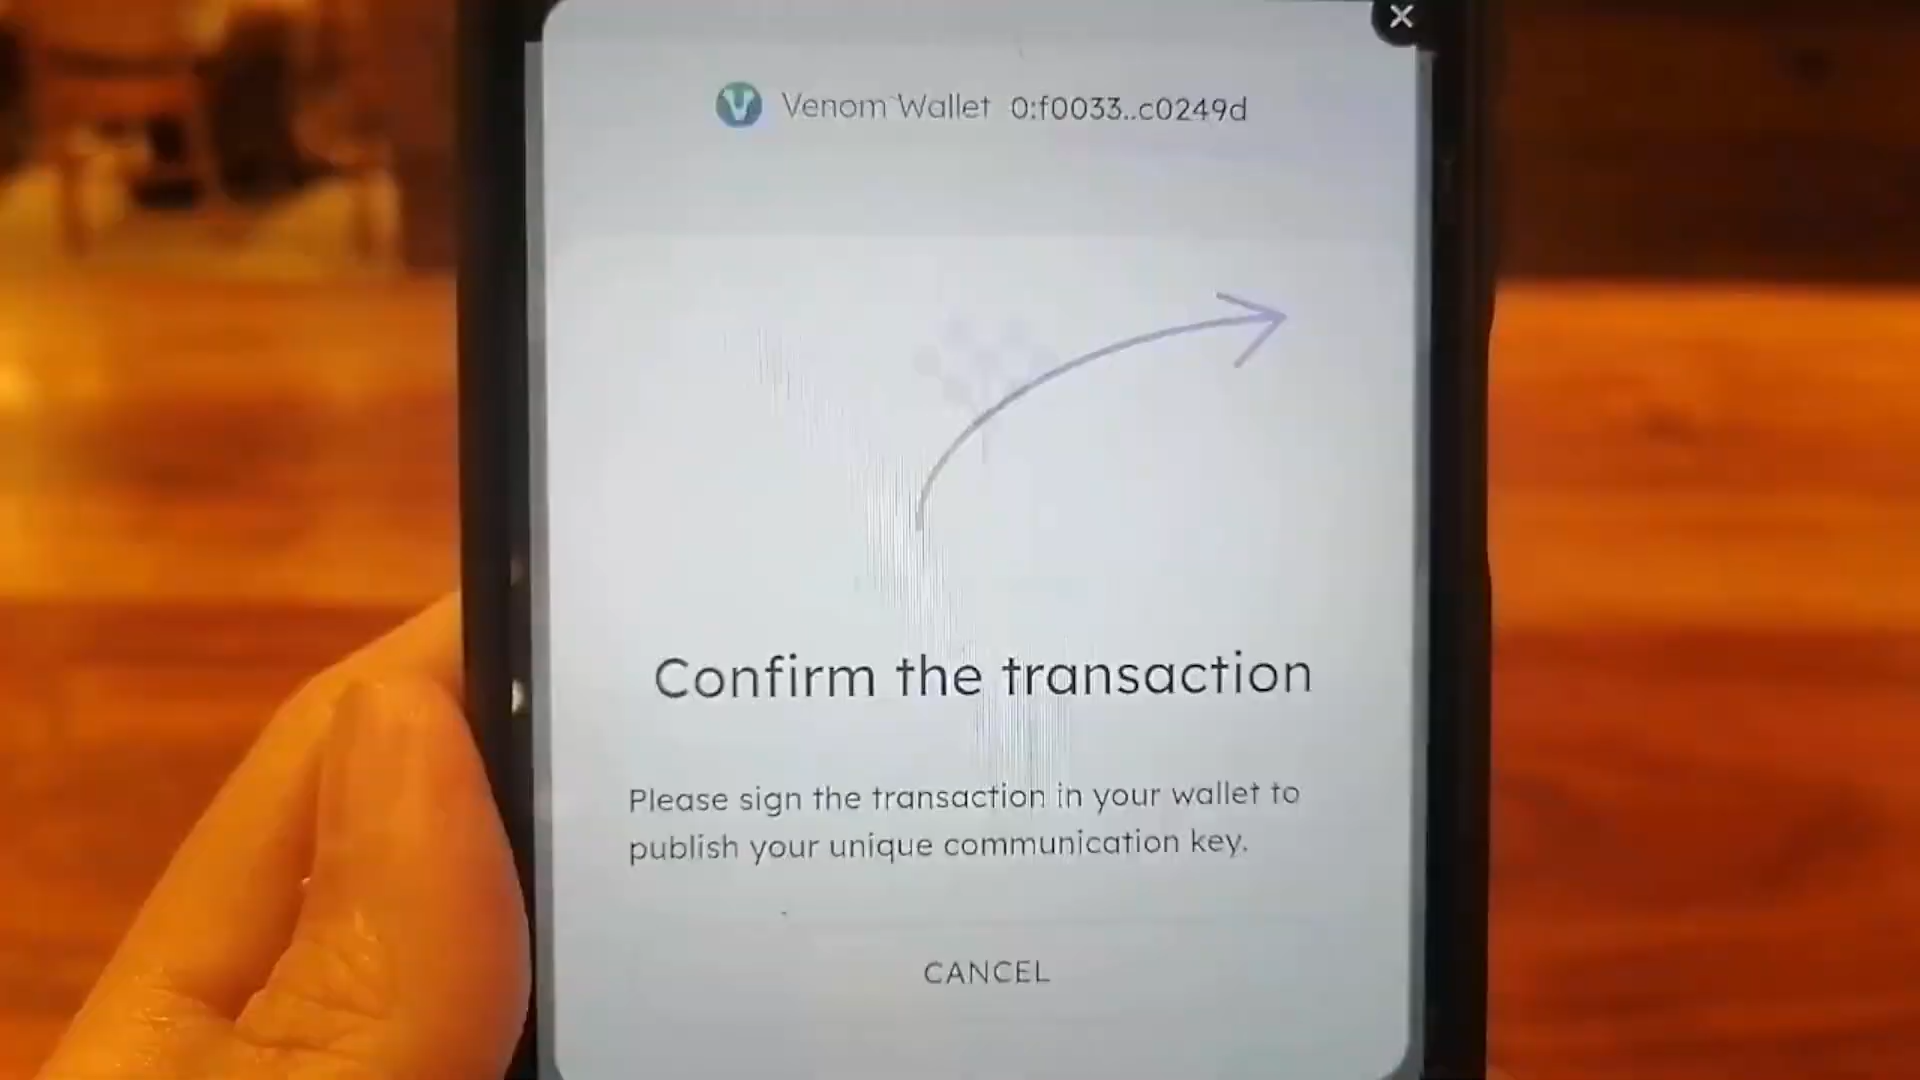 Venom Wallet 0:f0033..c0249d
Confirm the transaction
Please sign the transaction in your wallet to
publish your unique communication key.
CANCEL